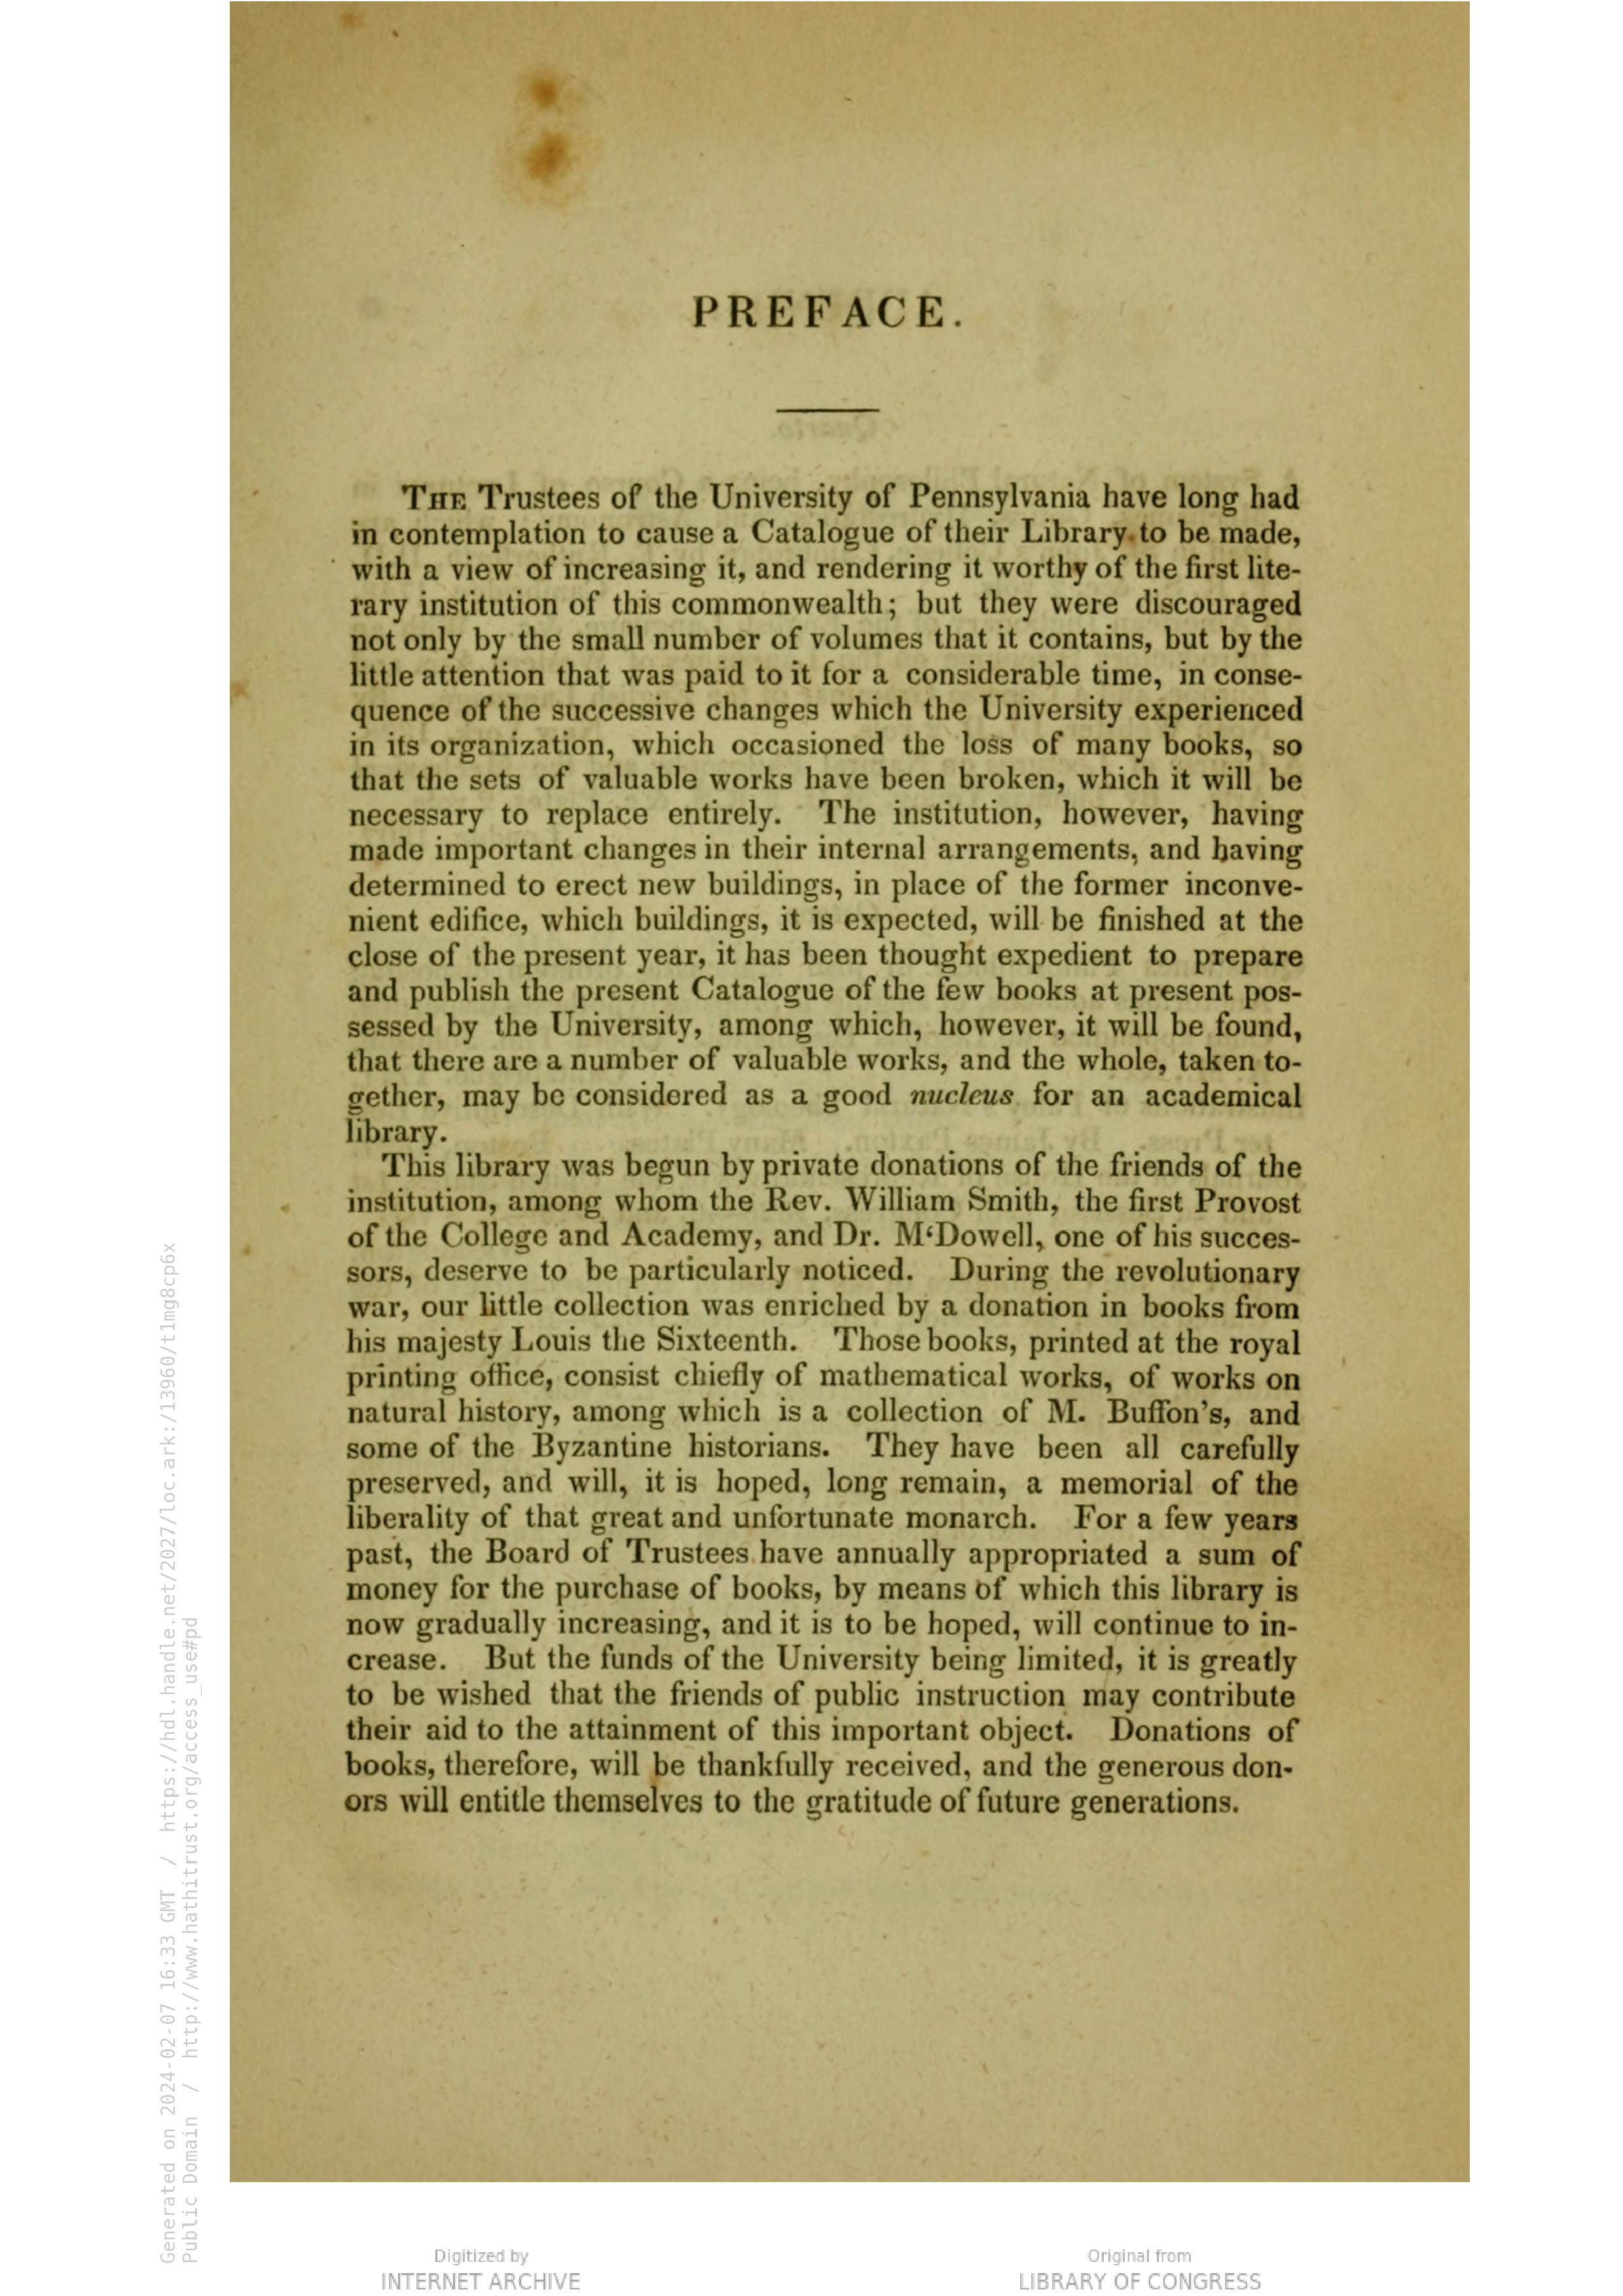 PREFACE.
THE Trustees of the University of Pennsylvania have long had
in contemplation to cause a Catalogue of their Library to be made,
with a view of increasing it, and rendering it worthy of the first lite-
rary institution of this commonwealth; but they were discouraged
not only by the small number of volumes that it contains, but by the
little attention that was paid to it for a considerable time, in conse-
quence of the successive changes which the University experienced
in its organization, which occasioned the loss of many books, so
that the sets of valuable works have been broken, which it will be
necessary to replace entirely. The institution, however, having
made important changes in their internal arrangements, and having
determined to erect new buildings, in place of the former inconve-
nient edifice, which buildings, it is expected, will be finished at the
close of the present year, it has been thought expedient to prepare
and publish the present Catalogue of the few books at present pos-
sessed by the University, among which, however, it will be found,
that there are a number of valuable works, and the whole, taken to-
gether, may be considered as a good nucleus for an academical
library.
This library was begun by private donations of the friends of the
institution, among whom the Rev. William Smith, the first Provost
of the College and Academy, and Dr. M‘Dowell, one of his succes-
sors, deserve to be particularly noticed. During the revolutionary
war, our little collection was enriched by a donation in books from
his majesty Louis the Sixteenth. Those books, printed at the royal
printing office, consist chiefly of mathematical works, of works on
natural history, among which is a collection of M. Buffon's, and
some of the Byzantine historians. They have been all carefully
preserved, and will, it is hoped, long remain, a memorial of the
liberality of that great and unfortunate monarch. For a few years
past, the Board of Trustees have annually appropriated a sum of
money for the purchase of books, by means of which this library is
now gradually increasing, and it is to be hoped, will continue to in-
crease. But the funds of the University being limited, it is greatly
to be wished that the friends of public instruction may contribute
their aid to the attainment of this important object. Donations of
books, therefore, will be thankfully received, and the generous don-
ors will entitle themselves to the gratitude of future generations.
Generated on 2024-02-07 16:33 GMT / https://hdl.handle.net/2027/loc.ark:/13960/t1mg8cp6x
Public Domain / http://www.hathitrust.org/access_use#pd
Digitized by
INTERNET ARCHIVE
Original from
LIBRARY OF CONGRESS